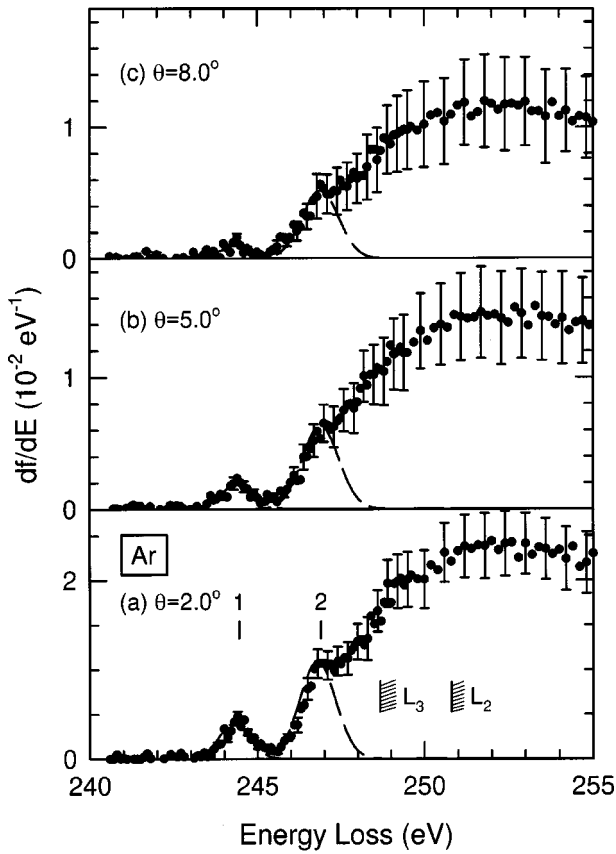 (c) θ=8.0°
1
0
(b) θ=5.0°
1
0
Ar
(a) θ=2.0°
1
2
2
L₃
L₂
0
240
245
250
255
Energy Loss (eV)
df/dE (10⁻² eV⁻¹)